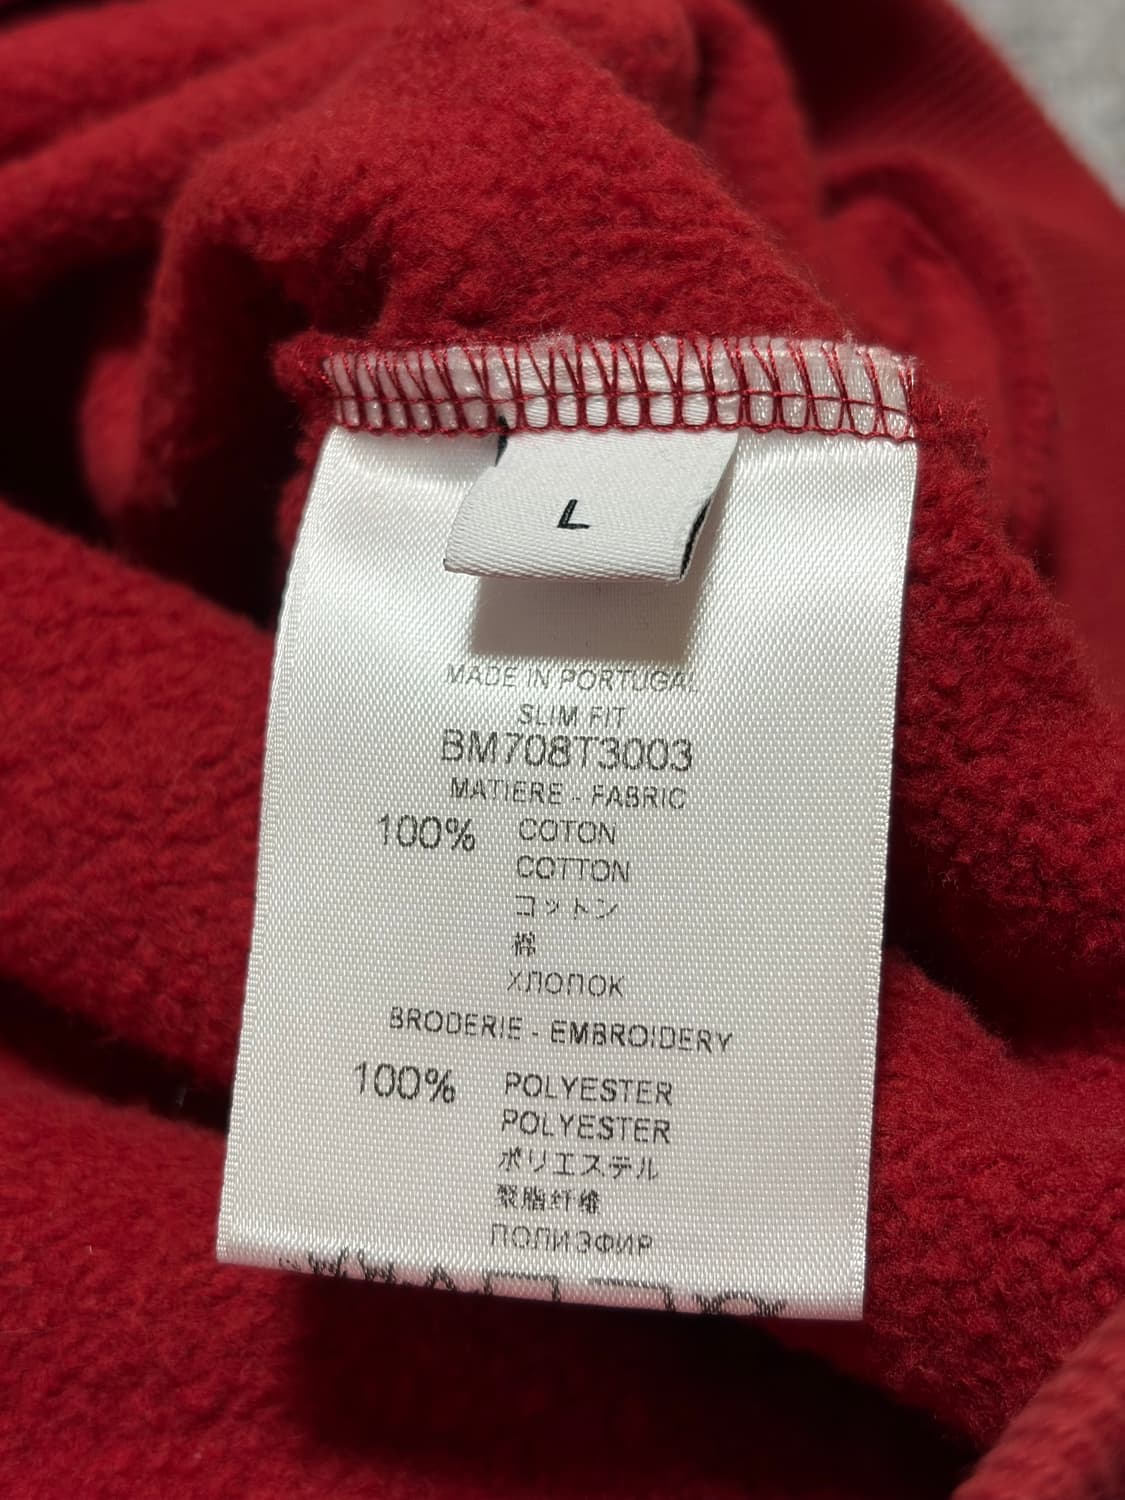 L
MADE IN PORTUGAL
SLIM FIT
BM708T3003
MATIERE - FABRIC
100% COTON
COTTON
コットン
棉
ХЛОПОК
BRODERIE - EMBROIDERY
100% POLYESTER
POLYESTER
ポリエステル
聚脂纤维
ПОЛИЭФИР